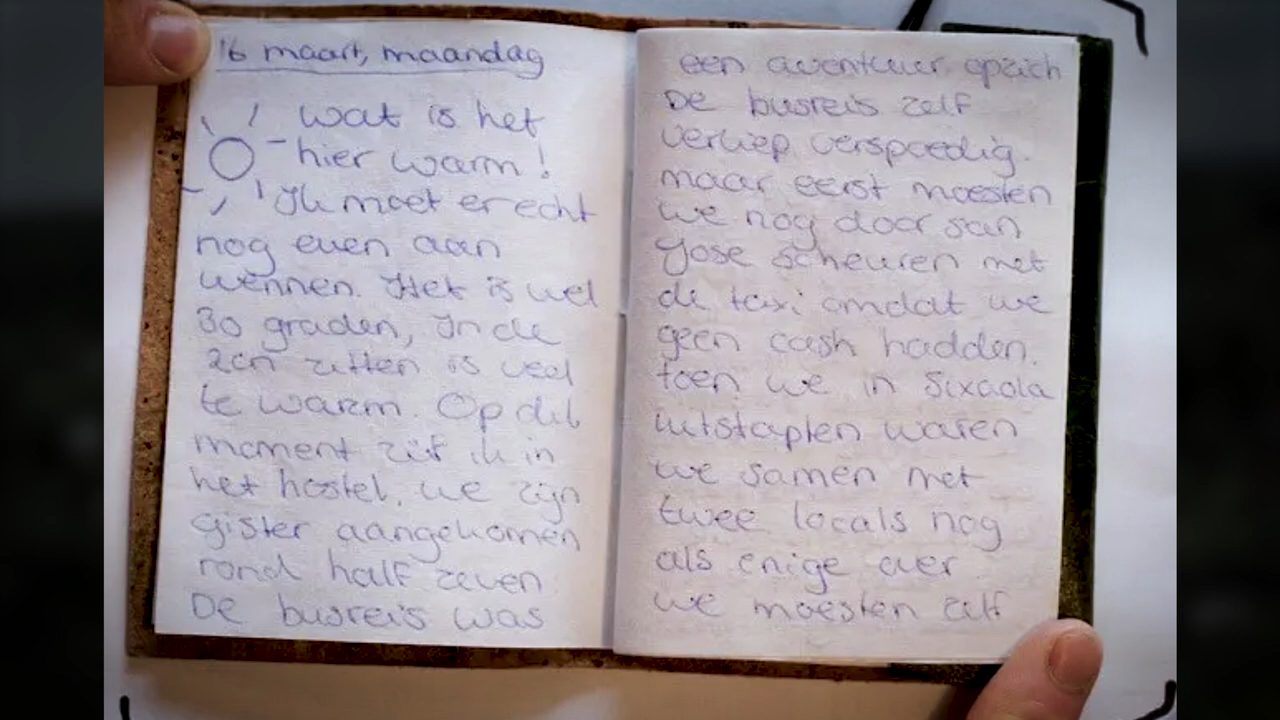 16 maart, maandag
Wat is het
hier warm!
Ik moet er echt
nog even aan
wennen. Het is wel
30 graden, In de
zon zitten is veel
te warm. Op dit
moment zit ik in
het hostel. we zijn
gister aangekomen
rond half zeven
De busreis was
een avontuur opzich
De busreis zelf
verliep verspoedig.
maar eerst moesten
we nog door san
Jose scheuren met
de taxi omdat we
geen cash hadden.
toen we in Sixaola
uitstapten waren
we samen met
twee locals nog
als enige over
we moesten zelf